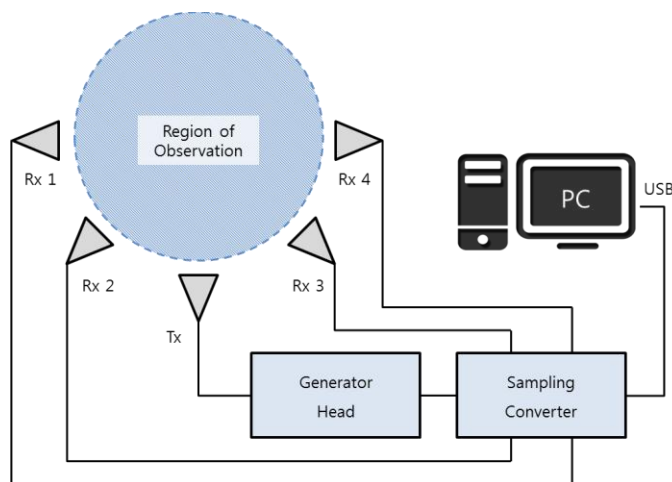 Region of
Observation
Rx 1
Rx 4
PC
USB
Rx 2
Rx 3
Tx
Generator
Head
Sampling
Converter